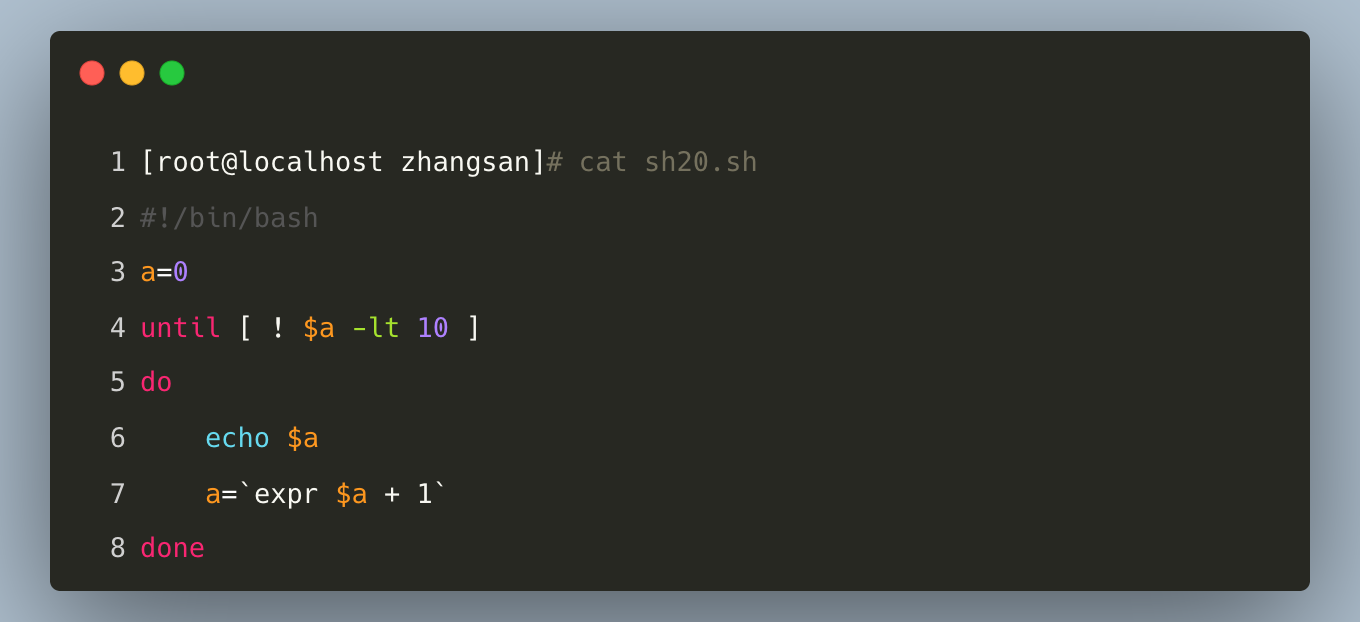 1 [root@localhost zhangsan]# cat sh20.sh
2 #!/bin/bash
3 a=0
4 until [ ! $a -lt 10 ]
5 do
6     echo $a
7     a=`expr $a + 1`
8 done